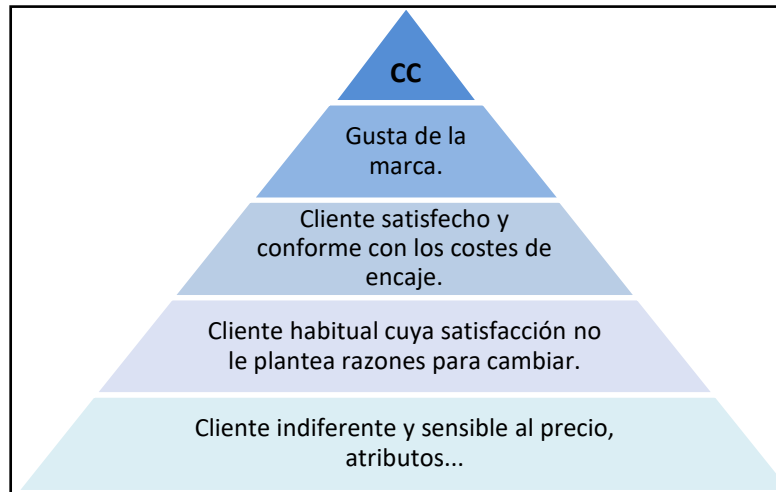 CC
Gusta de la
marca.
Cliente satisfecho y
conforme con los costes de
encaje.
Cliente habitual cuya satisfacción no
le plantea razones para cambiar.
Cliente indiferente y sensible al precio,
atributos...